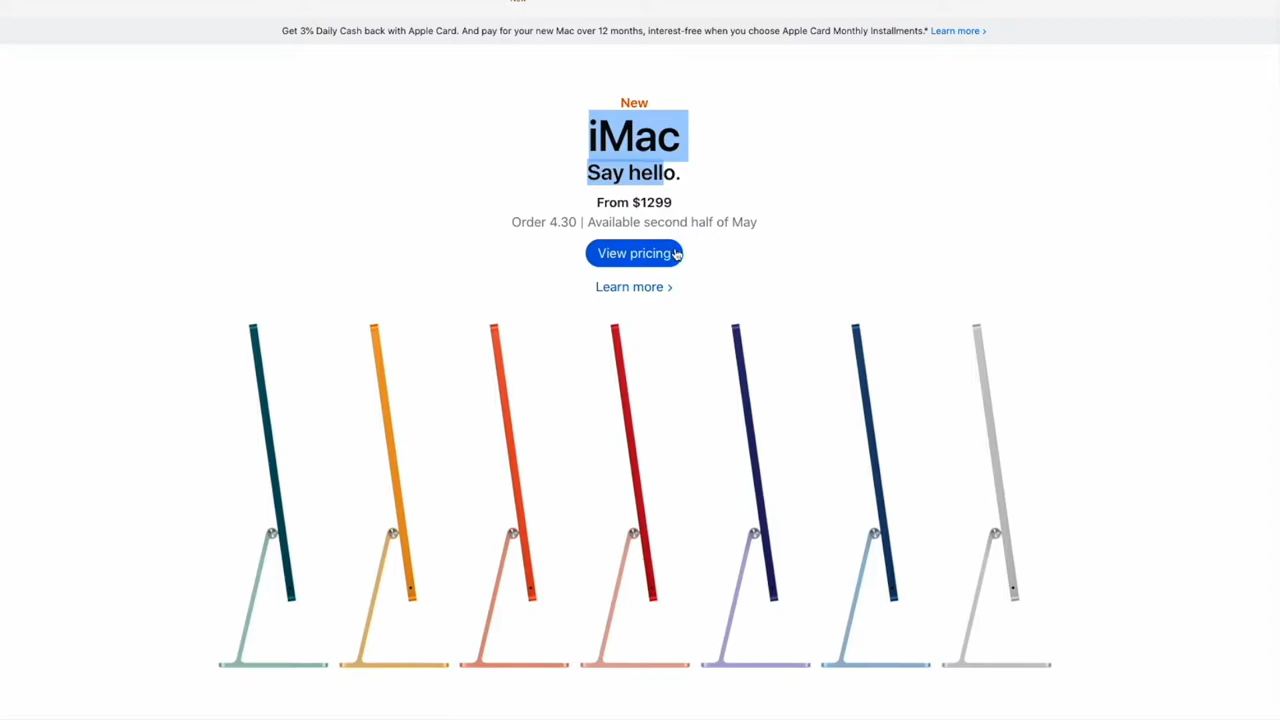 New
Get 3% Daily Cash back with Apple Card. And pay for your new Mac over 12 months, interest-free when you choose Apple Card Monthly Installments.* Learn more >
New
iMac
Say hello.
From $1299
Order 4.30 | Available second half of May
View pricing
Learn more >